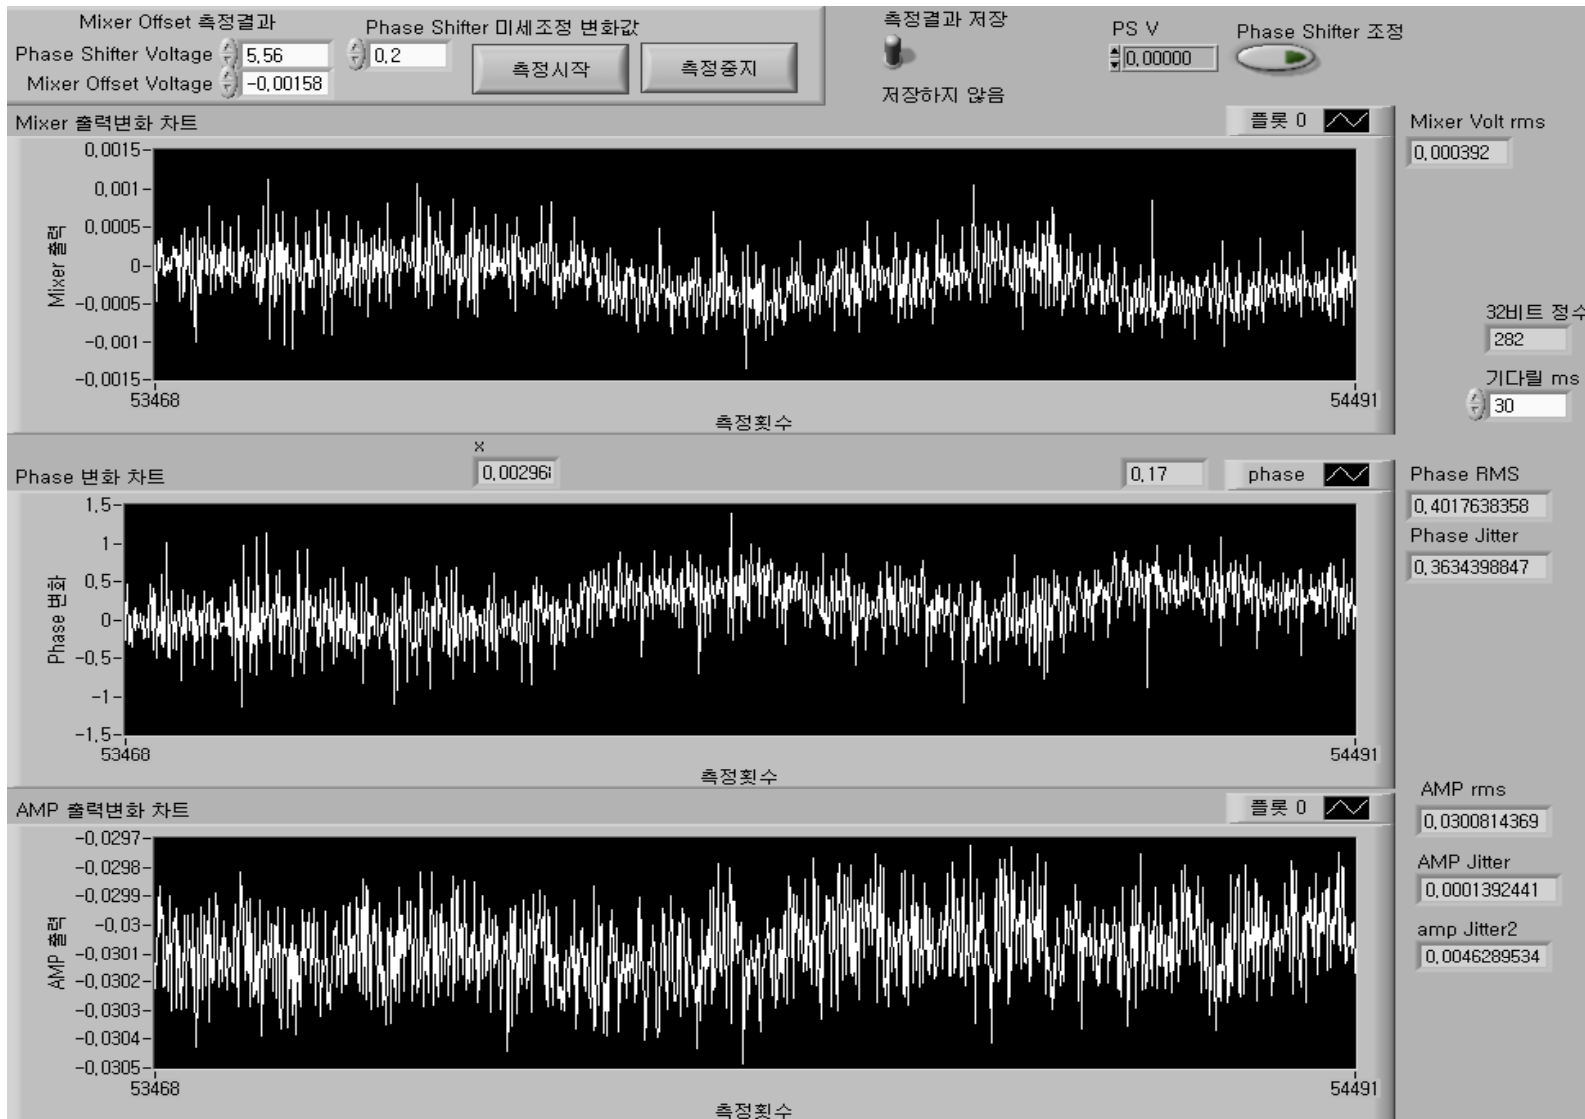 Mixer Offset 측정결과
Phase Shifter 미세조정 변화값
Phase Shifter Voltage 5,56
0,2
Mixer Offset Voltage -0,00158
측정시작
측정중지
측정결과 저장
저장하지 않음
PS V
0,00000
Phase Shifter 조정
Mixer 출력변화 차트
플롯 0
Mixer Volt rms
0,000392
0,0015
0,001
0,0005
0
-0,0005
-0,001
-0,0015
Mixer 출력
53468
54491
측정횟수
32비트 정수
282
기다릴 ms
30
x
0,00296
0,17
Phase 변화 차트
phase
Phase RMS
0,4017638358
Phase Jitter
0,3634398847
1,5
1
0,5
0
-0,5
-1
-1,5
Phase 변화
53468
54491
측정횟수
AMP 출력변화 차트
플롯 0
AMP rms
0,0300814369
AMP Jitter
0,0001392441
amp Jitter2
0,0046289534
-0,0297
-0,0298
-0,0299
-0,03
-0,0301
-0,0302
-0,0303
-0,0304
-0,0305
AMP 출력
53468
54491
측정횟수